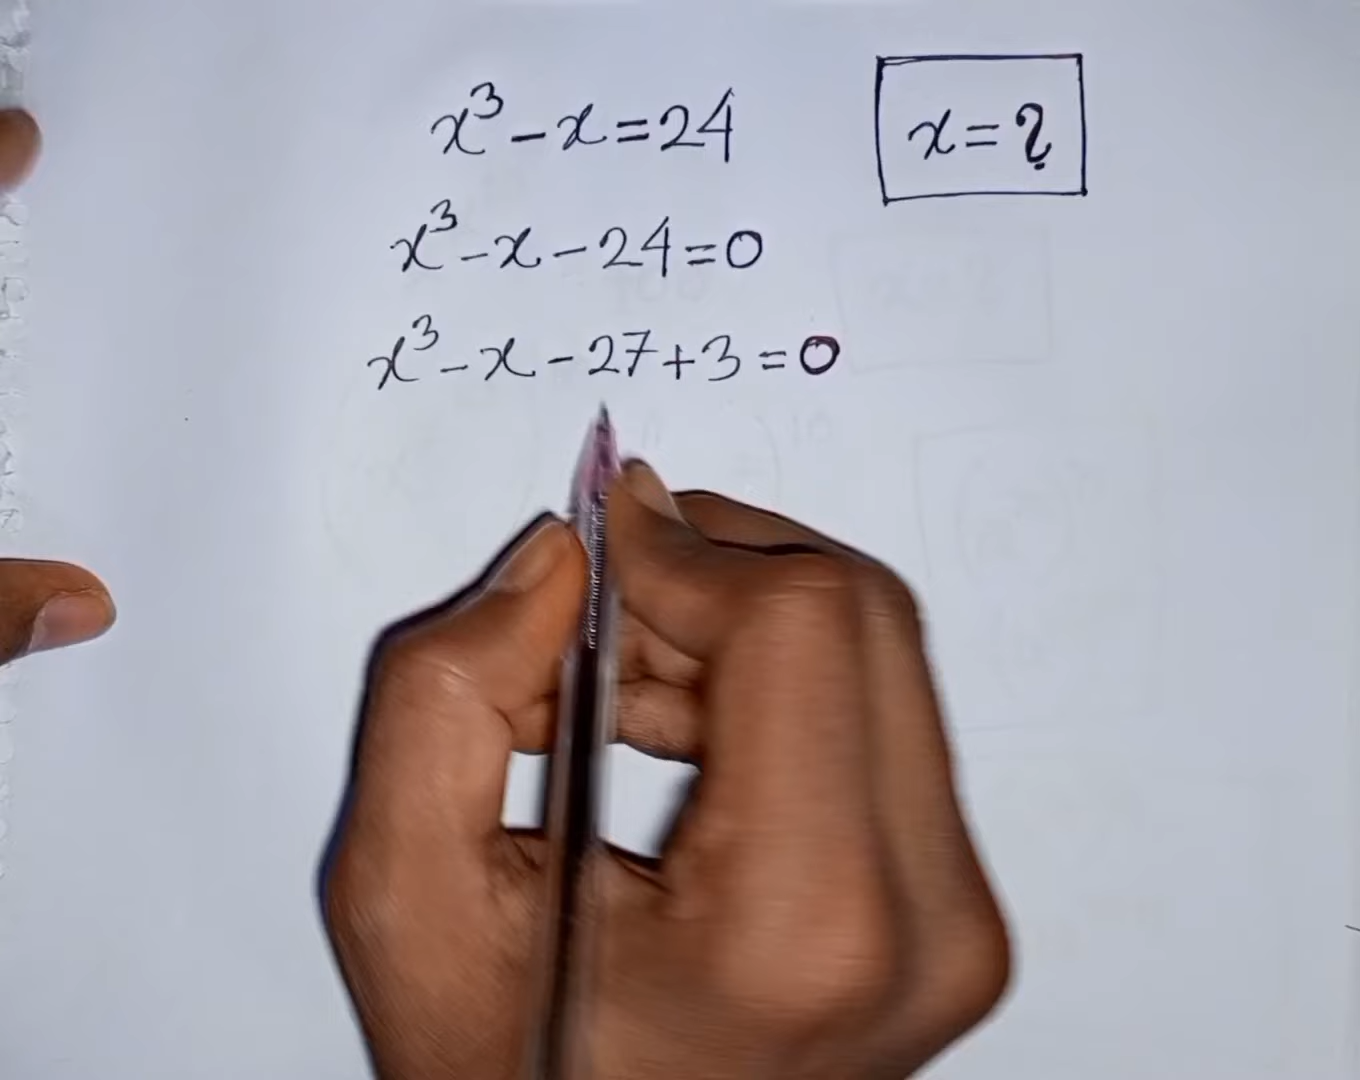 x³ - x = 24
x = ?
x³ - x - 24 = 0
x³ - x - 27 + 3 = 0